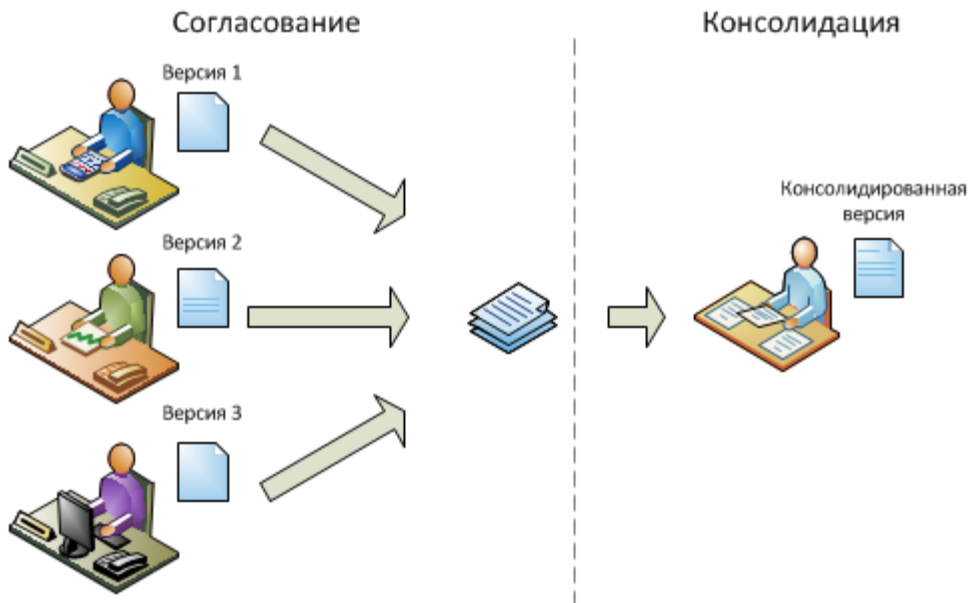 Согласование
Консолидация
Версия 1
Версия 2
Версия 3
Консолидированная
версия